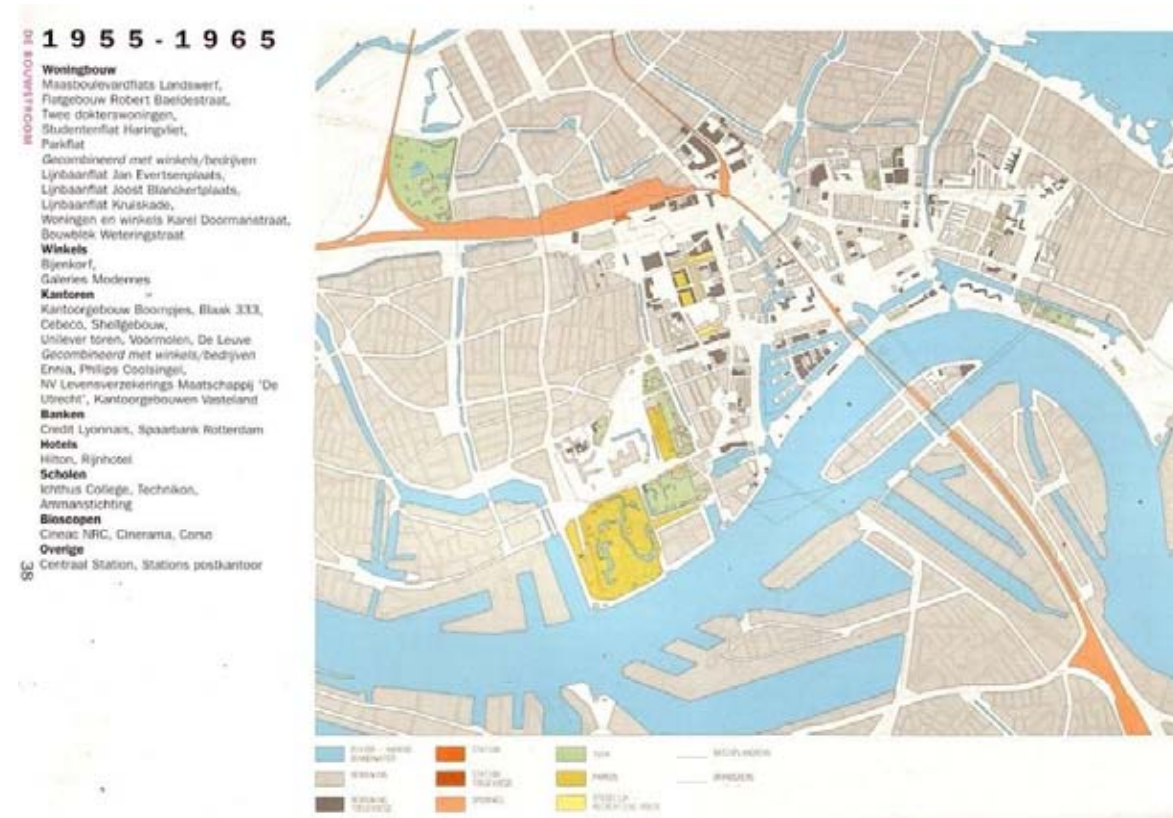 DE BOUWSTROOM
1955-1965
Woningbouw
Maasboulevardflats Landswerf,
Flatgebouw Robert Baeldestraat,
Twee dokterswoningen,
Studentenflat Haringvliet,
Parkflat
Gecombineerd met winkels/bedrijven
Lijnbaanflat Jan Evertsenplaats,
Lijnbaanflat Joost Blanckertplaats,
Lijnbaanflat Kruiskade,
Woningen en winkels Karel Doormanstraat,
Bouwblok Weteringstraat
Winkels
Bijenkorf,
Galeries Modernes
Kantoren
Kantoorgebouw Boompjes, Blaak 333,
Cebeco, Shellgebouw,
Unilever toren, Voormolen, De Leuve
Gecombineerd met winkels/bedrijven
Ennia, Philips Coolsingel,
NV Levensverzekerings Maatschappij 'De
Utrecht', Kantoorgebouwen Vasteland
Banken
Credit Lyonnais, Spaarbank Rotterdam
Hotels
Hilton, Rijnhotel
Scholen
Ichthus College, Technikon,
Ammanstichting
Bioscopen
Cineac NRC, Cinerama, Corso
Overige
Centraal Station, Stations postkantoor
38